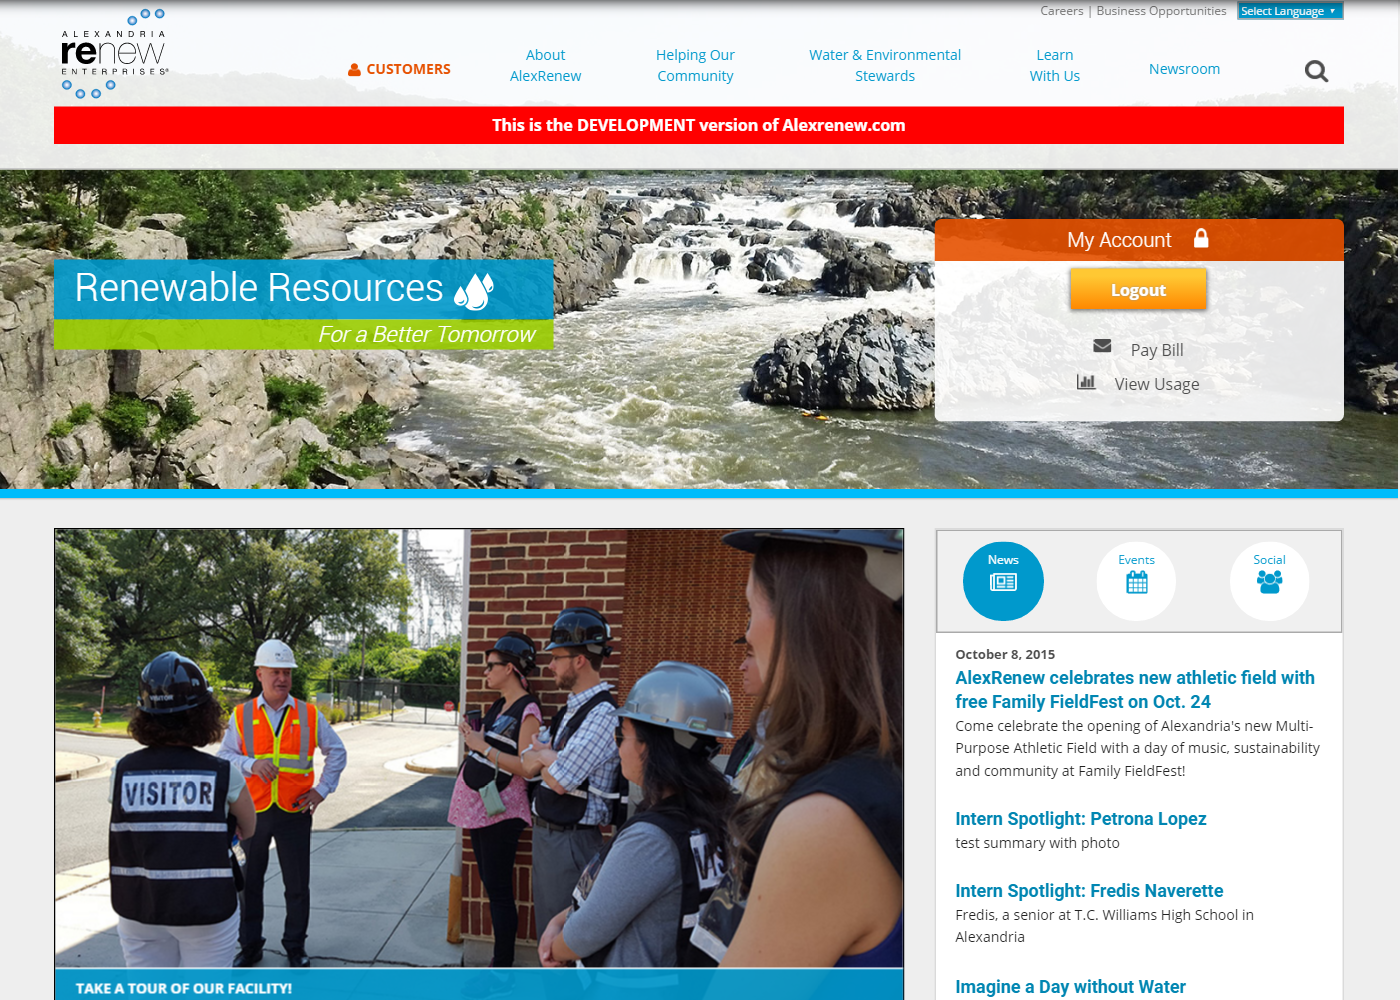 Careers | Business Opportunities
Select Language ▼
ALEXANDRIA
renew
ENTERPRISES®
CUSTOMERS
About
AlexRenew
Helping Our
Community
Water & Environmental
Stewards
Learn
With Us
Newsroom
This is the DEVELOPMENT version of Alexrenew.com
My Account
Logout
Pay Bill
View Usage
Renewable Resources
For a Better Tomorrow
VISITOR
VISITOR
VIS
TAKE A TOUR OF OUR FACILITY!
News
Events
Social
October 8, 2015
AlexRenew celebrates new athletic field with
free Family FieldFest on Oct. 24
Come celebrate the opening of Alexandria's new Multi-
Purpose Athletic Field with a day of music, sustainability
and community at Family FieldFest!
Intern Spotlight: Petrona Lopez
test summary with photo
Intern Spotlight: Fredis Naverette
Fredis, a senior at T.C. Williams High School in
Alexandria
Imagine a Day without Water